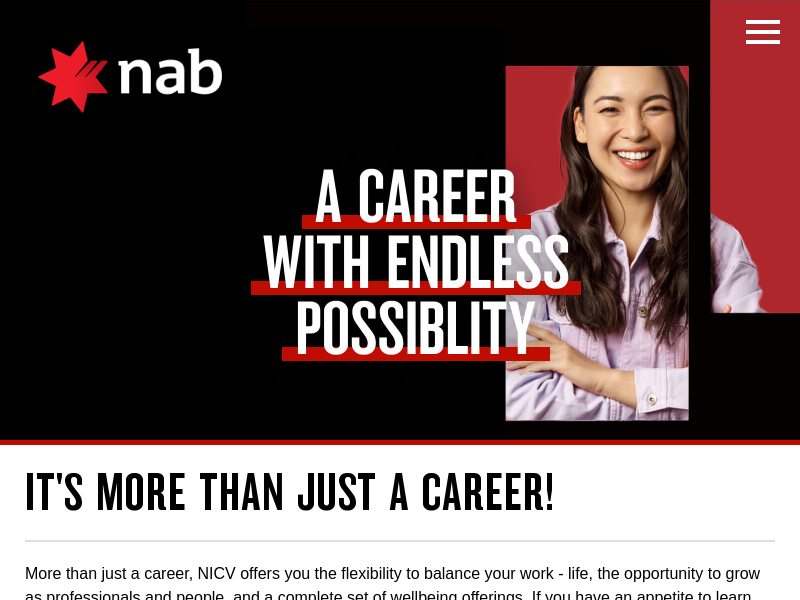 nab
A CAREER
WITH ENDLESS
POSSIBLITY
IT'S MORE THAN JUST A CAREER!
More than just a career, NICV offers you the flexibility to balance your work - life, the opportunity to grow
as professionals and people, and a complete set of wellbeing offerings. If you have an appetite to learn